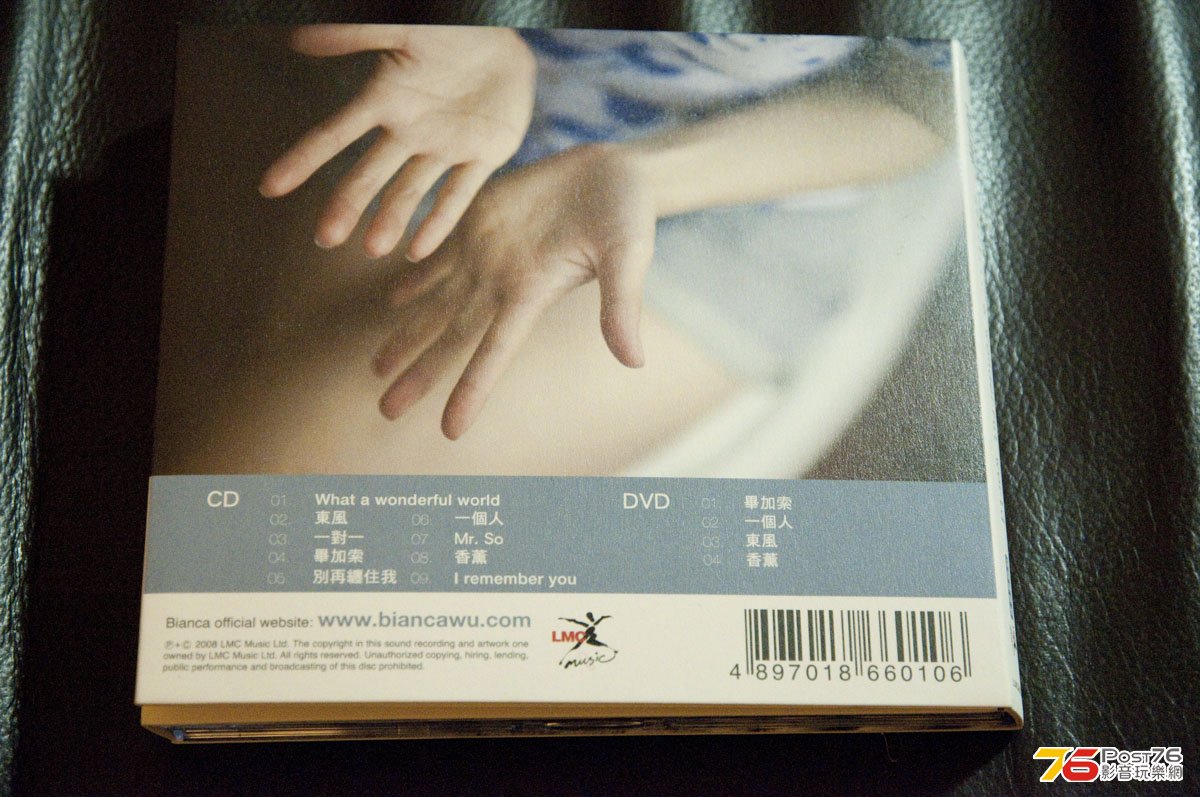 CD 01. What a wonderful world
02. 東風 06. 一個人
03. 一對一 07. Mr. So
04. 畢加索 08. 香薰
05. 別再纏住我 09. I remember you
DVD 01. 畢加索
02. 一個人
03. 東風
04. 香薰
Bianca official website: www.biancawu.com
℗+© 2008 LMC Music Ltd. The copyright in this sound recording and artwork one
owned by LMC Music Ltd. All rights reserved. Unauthorized copying, hiring, lending,
public performance and broadcasting of this disc prohibited.
LMC
music
4 897018 660106
76 POST76
影音玩樂網